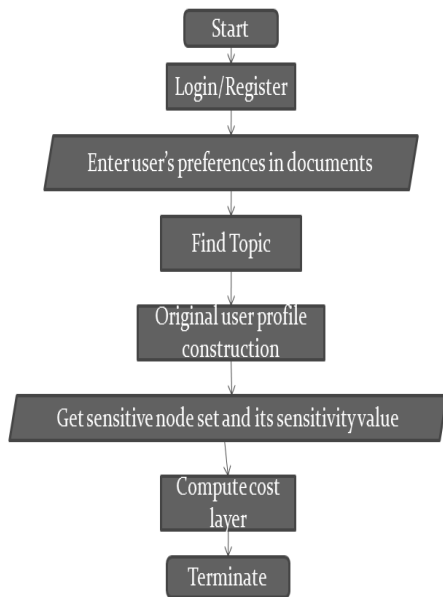 Start
Login/Register
Enter user's preferences in documents
Find Topic
Original user profile
construction
Get sensitive node set and its sensitivity value
Compute cost
layer
Terminate